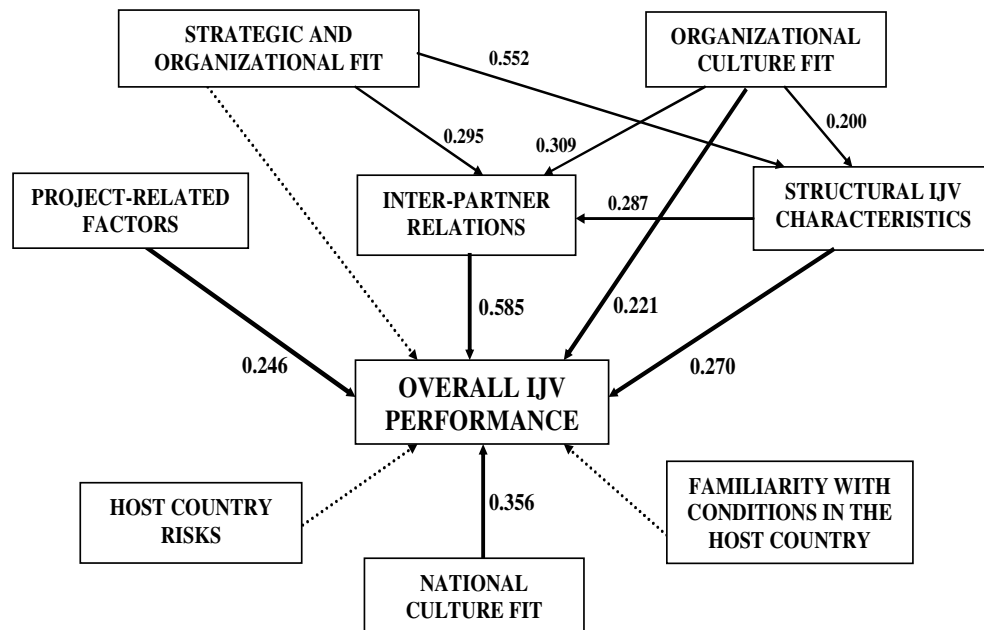 STRATEGIC AND
ORGANIZATIONAL FIT
ORGANIZATIONAL
CULTURE FIT
0.552
0.295
0.309
0.200
PROJECT-RELATED
FACTORS
INTER-PARTNER
RELATIONS
0.287
STRUCTURAL IJV
CHARACTERISTICS
0.585
0.221
0.246
0.270
OVERALL IJV
PERFORMANCE
HOST COUNTRY
RISKS
0.356
FAMILIARITY WITH
CONDITIONS IN THE
HOST COUNTRY
NATIONAL
CULTURE FIT